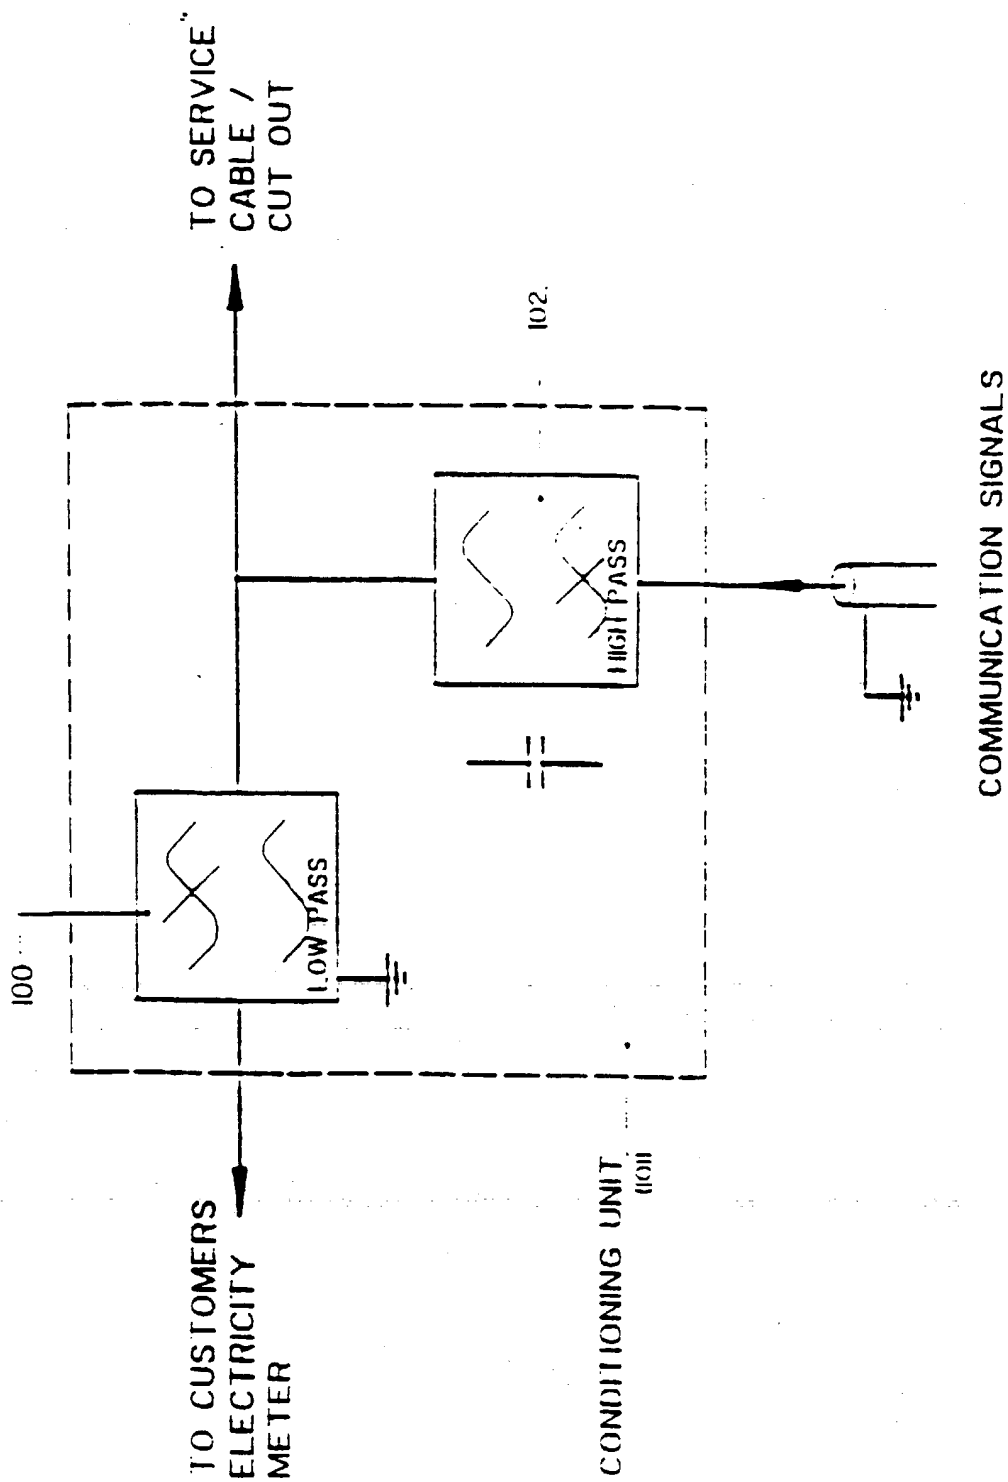 TO CUSTOMERS
ELECTRICITY
METER
100
LOW PASS
TO SERVICE
CABLE /
CUT OUT
102.
HIGH PASS
CONDITIONING UNIT
COMMUNICATION SIGNALS